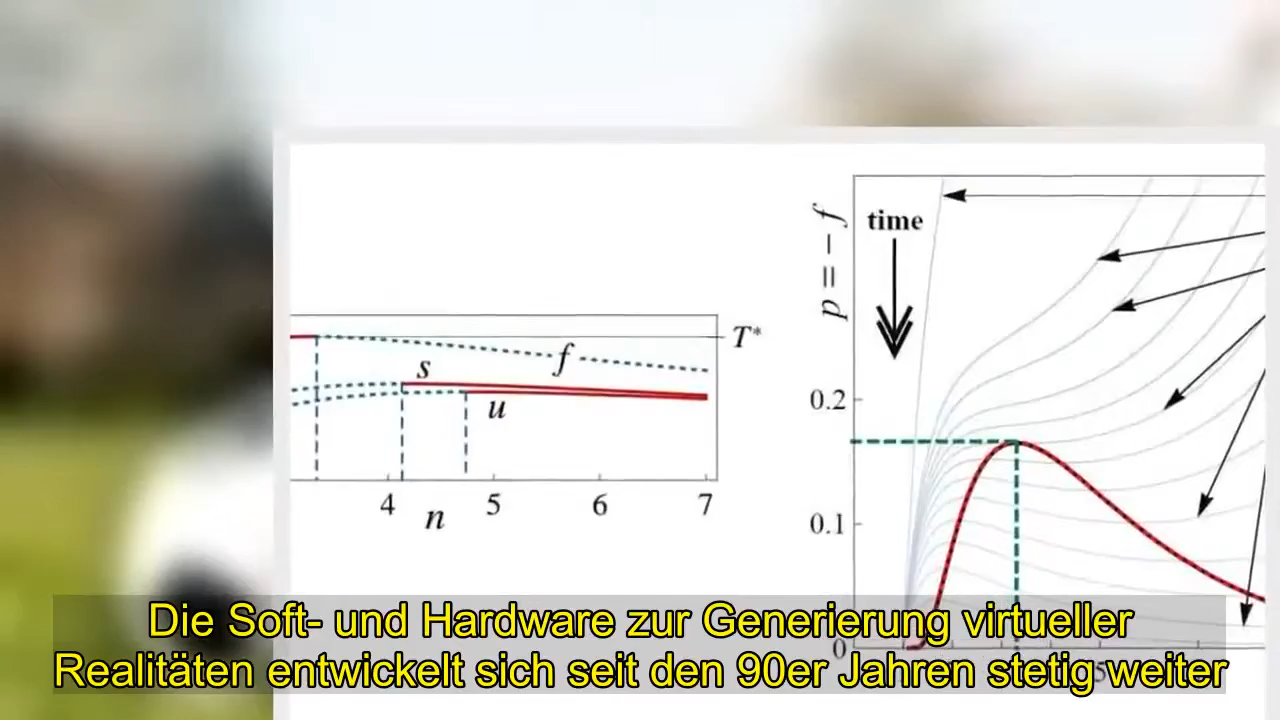 p = − f
time
T*
f
s
u
0.2
4
5
6
7
n
0.1
0
5
Die Soft- und Hardware zur Generierung virtueller
Realitäten entwickelt sich seit den 90er Jahren stetig weiter